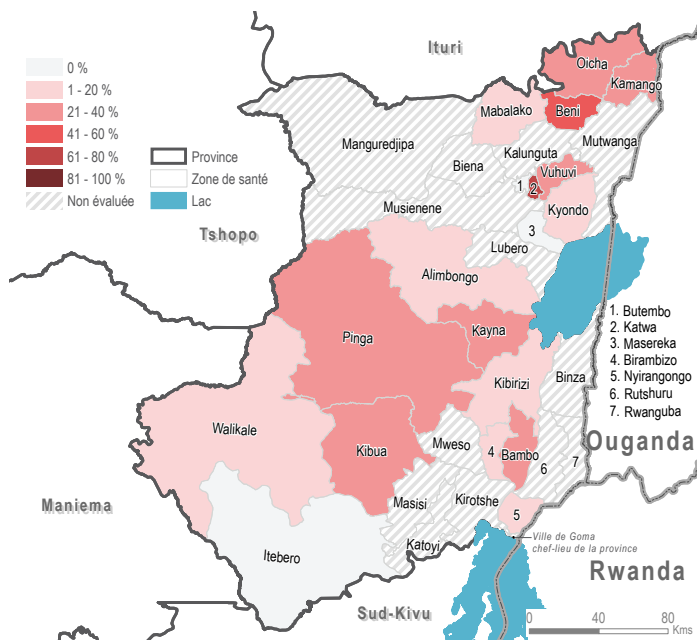 Ituri
Oicha
Kamango
Mabalako
Beni
0 %
1 - 20 %
21 - 40 %
41 - 60 %
61 - 80 %
81 - 100 %
Non évaluée
Province
Zone de santé
Lac
Manguredjipa
Mutwanga
Kalunguta
Biena
Vuhuvi
1
2
Kyondo
Musienene
3
Tshopo
Lubero
Alimbongo
1. Butembo
2. Katwa
3. Masereka
4. Birambizo
5. Nyirangongo
6. Rutshuru
7. Rwanguba
Pinga
Kayna
Kibirizi
Binza
Walikale
Mweso
4
Bambo
Kibua
6
7
Ouganda
Maniema
Masisi
Kirotshe
5
Itebero
Katoyi
Ville de Goma
chef-lieu de la province
Rwanda
Sud-Kivu
0 40 80
Kms